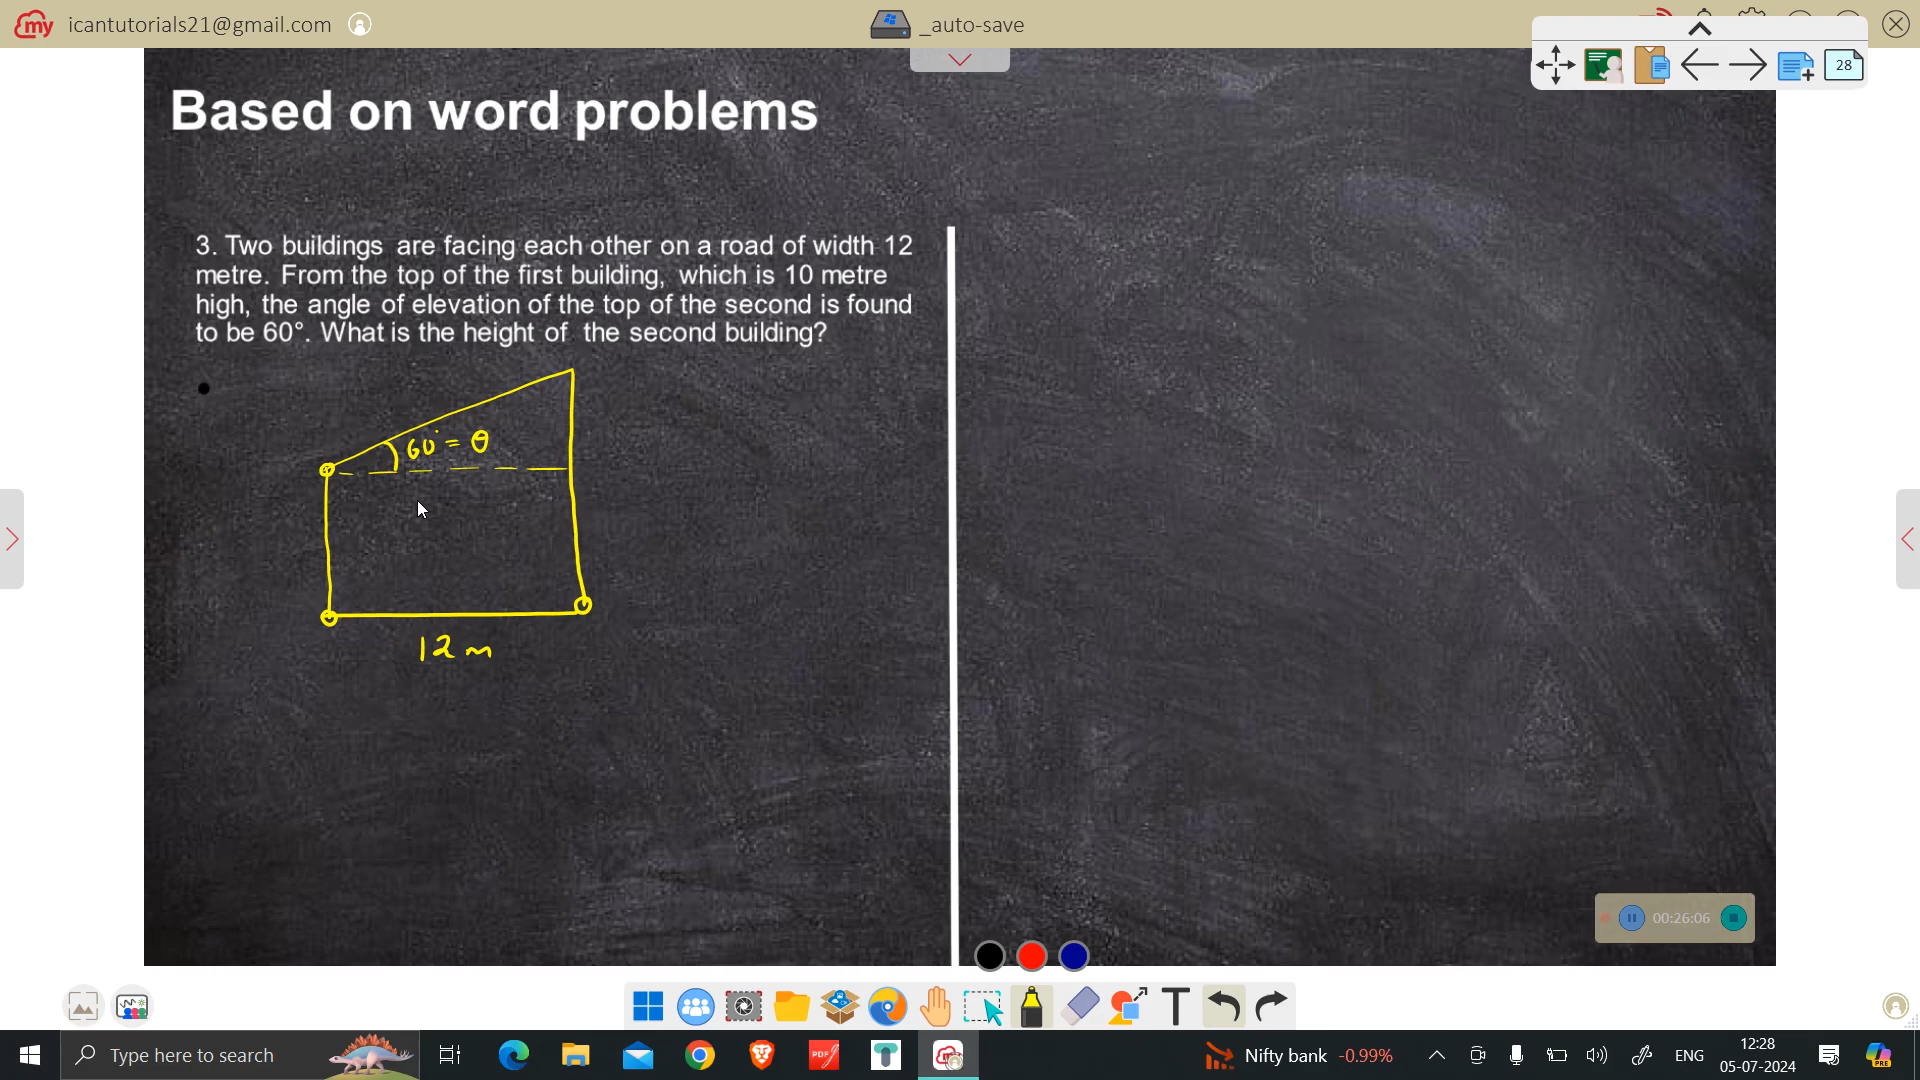 my icantutorials21@gmail.com
_auto-save
28
Based on word problems
3. Two buildings are facing each other on a road of width 12
metre. From the top of the first building, which is 10 metre
high, the angle of elevation of the top of the second is found
to be 60°. What is the height of the second building?
60° = θ
12 m
00:26:06
T
Type here to search
PDF
T
my
Nifty bank -0.99%
ENG
12:28
05-07-2024
PRE